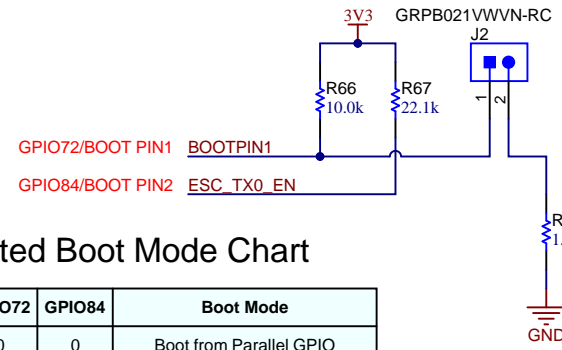 3V3 GRPB021VWVN-RC
J2
R66 R67
10.0k 22.1k
1 2
GPIO72/BOOT PIN1 BOOTPIN1
GPIO84/BOOT PIN2 ESC_TX0_EN
GND
Boot Mode Chart
GPIO84 Boot Mode
0 0 Boot from Parallel GPIO